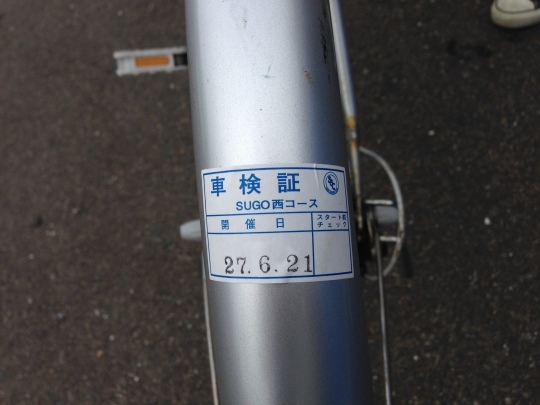 車検証
SUGO西コース
開催日
スタート前
チェック
27.6.21